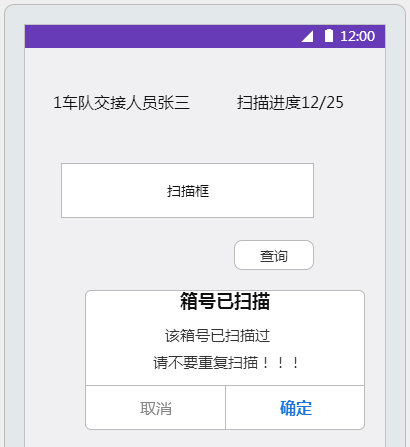 12:00
1车队交接人员张三 扫描进度12/25
扫描框
查询
箱号已扫描
该箱号已扫描过
请不要重复扫描！！！
取消 确定